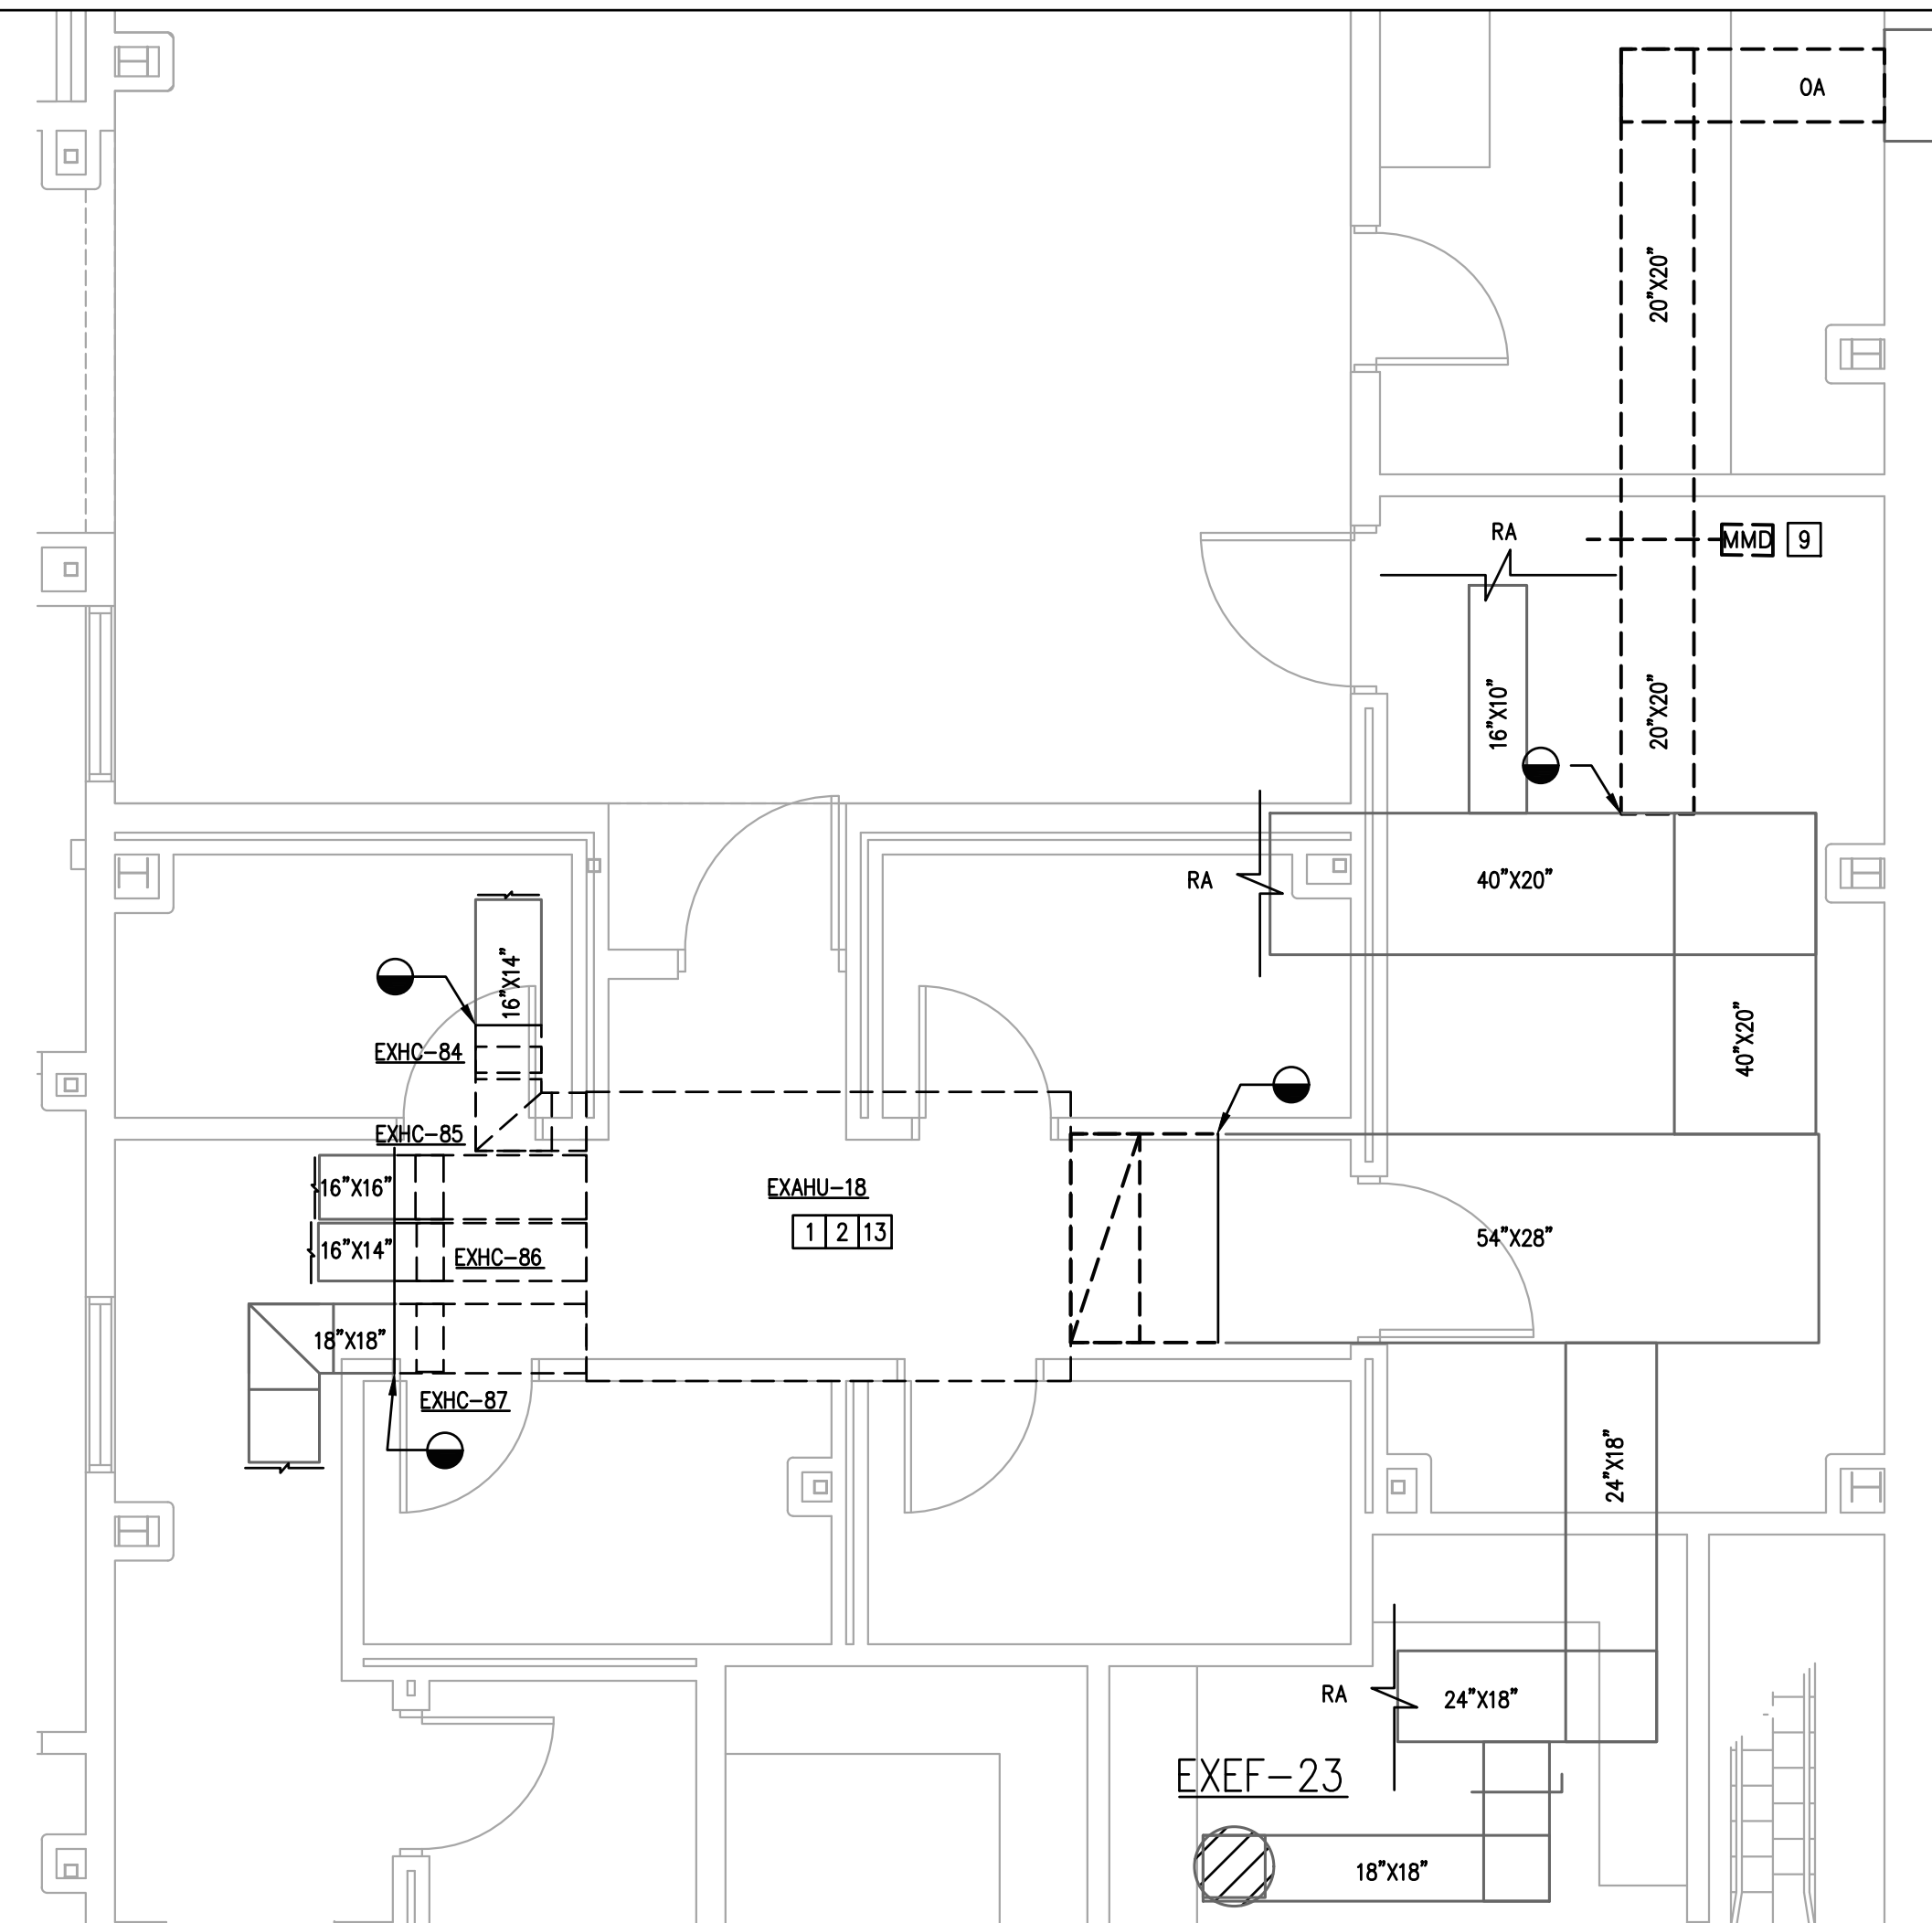 OA
20”X20”
RA
MMD 9
16”X10”
20”X20”
RA
40”X20”
16”X14”
40”X20”
EXHC-84
EXHC-85
16”X16”
EXAHU-18
1 2 13
16”X14”
EXHC-86
54”X28”
18”X18”
EXHC-87
24”X18”
RA
24”X18”
EXEF-23
18”X18”